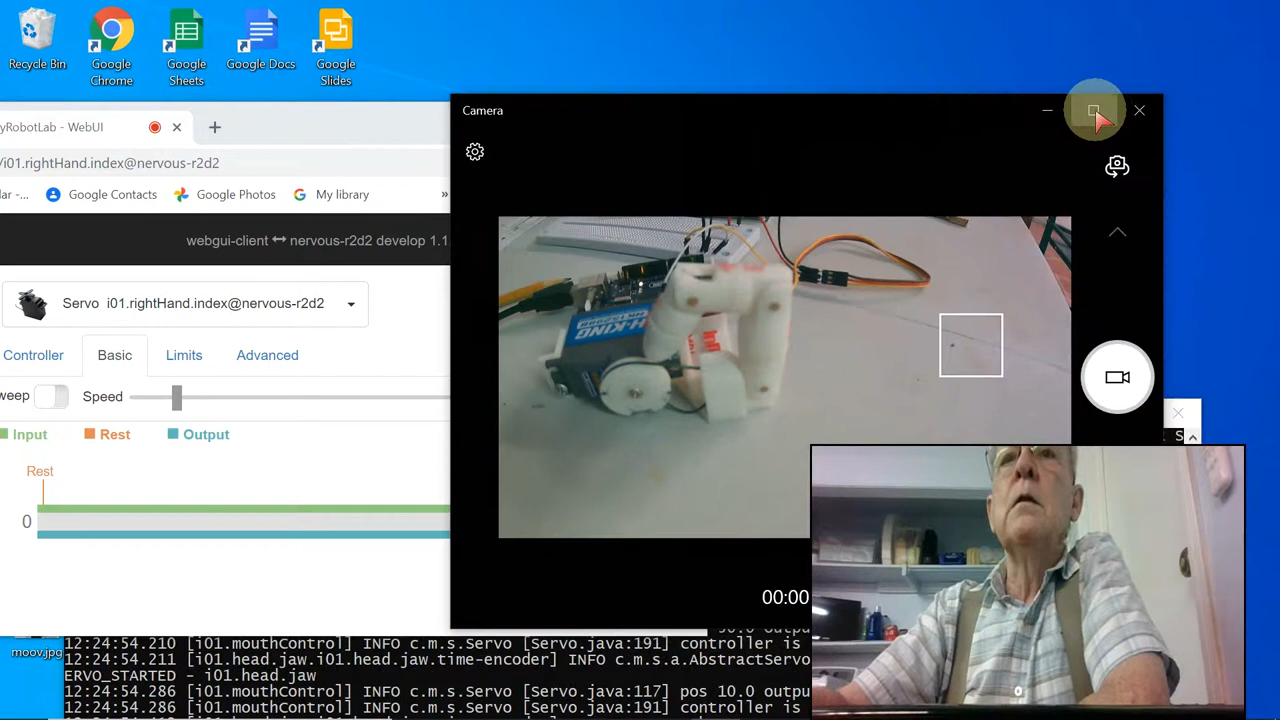 Recycle Bin
Google Chrome
Google Sheets
Google Docs
Google Slides
yRobotLab - WebUI
/i01.rightHand.index@nervous-r2d2
lar -...
Google Contacts
Google Photos
My library
»
webgui-client ⟷ nervous-r2d2 develop 1.1.
Servo i01.rightHand.index@nervous-r2d2
Controller
Basic
Limits
Advanced
weep
Speed
Input
Rest
Output
Rest
0
Camera
H-KING
00:00
S
moov.jpg
50.0 outpu
12:24:54.210 [i01.mouthControl] INFO c.m.s.Servo [Servo.java:191] controller is
12:24:54.211 [i01.head.jaw.i01.head.jaw.time-encoder] INFO c.m.s.a.AbstractServo
ERVO_STARTED - i01.head.jaw
12:24:54.286 [i01.mouthControl] INFO c.m.s.Servo [Servo.java:117] pos 10.0 outpu
12:24:54.286 [i01.mouthControl] INFO c.m.s.Servo [Servo.java:191] controller is